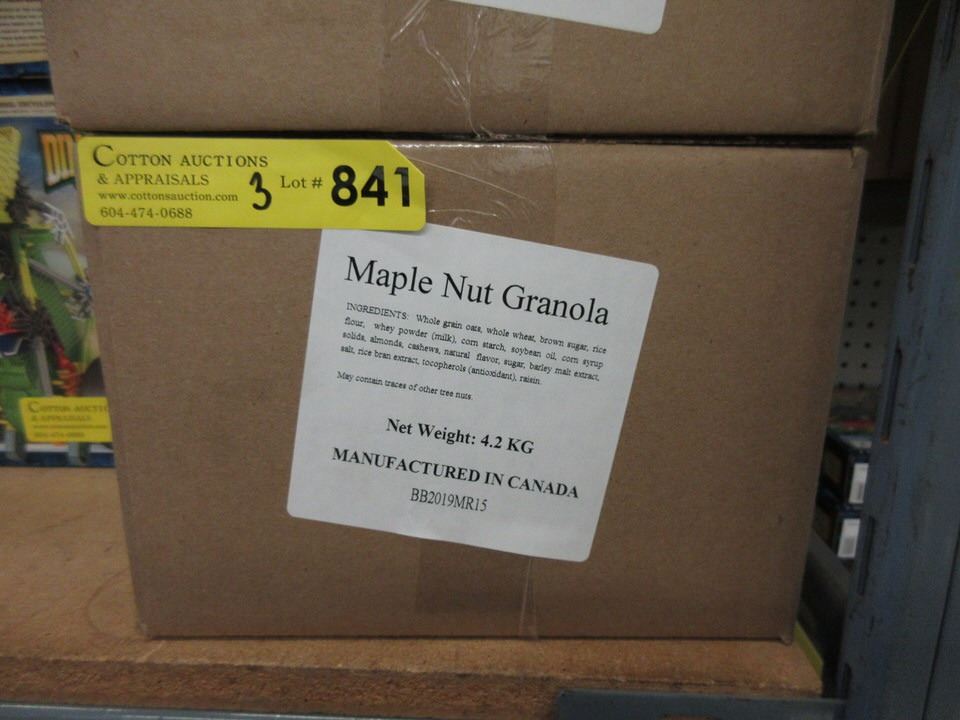 COTTON AUCTIONS
& APPRAISALS
www.cottonsauction.com
604-474-0688
3
Lot # 841
Maple Nut Granola
INGREDIENTS: Whole grain oats, whole wheat, brown sugar, rice
flour, whey powder (milk), corn starch, soybean oil, corn syrup
solids, almonds, cashews, natural flavor, sugar, barley malt extract,
salt, rice bran extract, tocopherols (antioxidant), raisin.
May contain traces of other tree nuts.
Net Weight: 4.2 KG
MANUFACTURED IN CANADA
BB2019MR15
COTTON AUCTI
& APPRAISALS